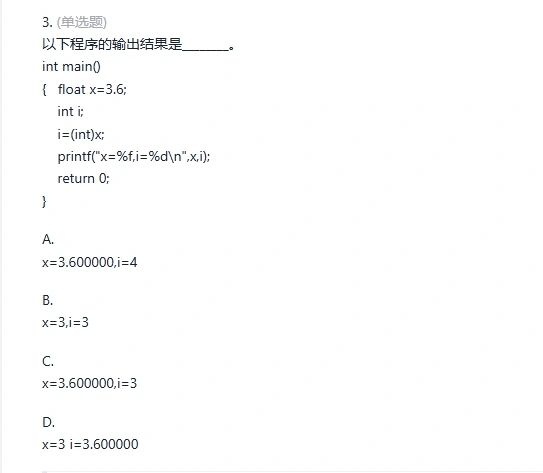 3. (单选题)
以下程序的输出结果是_______。
int main()
{ float x=3.6;
int i;
i=(int)x;
printf("x=%f,i=%d\n",x,i);
return 0;
}
A.
x=3.600000,i=4
B.
x=3,i=3
C.
x=3.600000,i=3
D.
x=3 i=3.600000